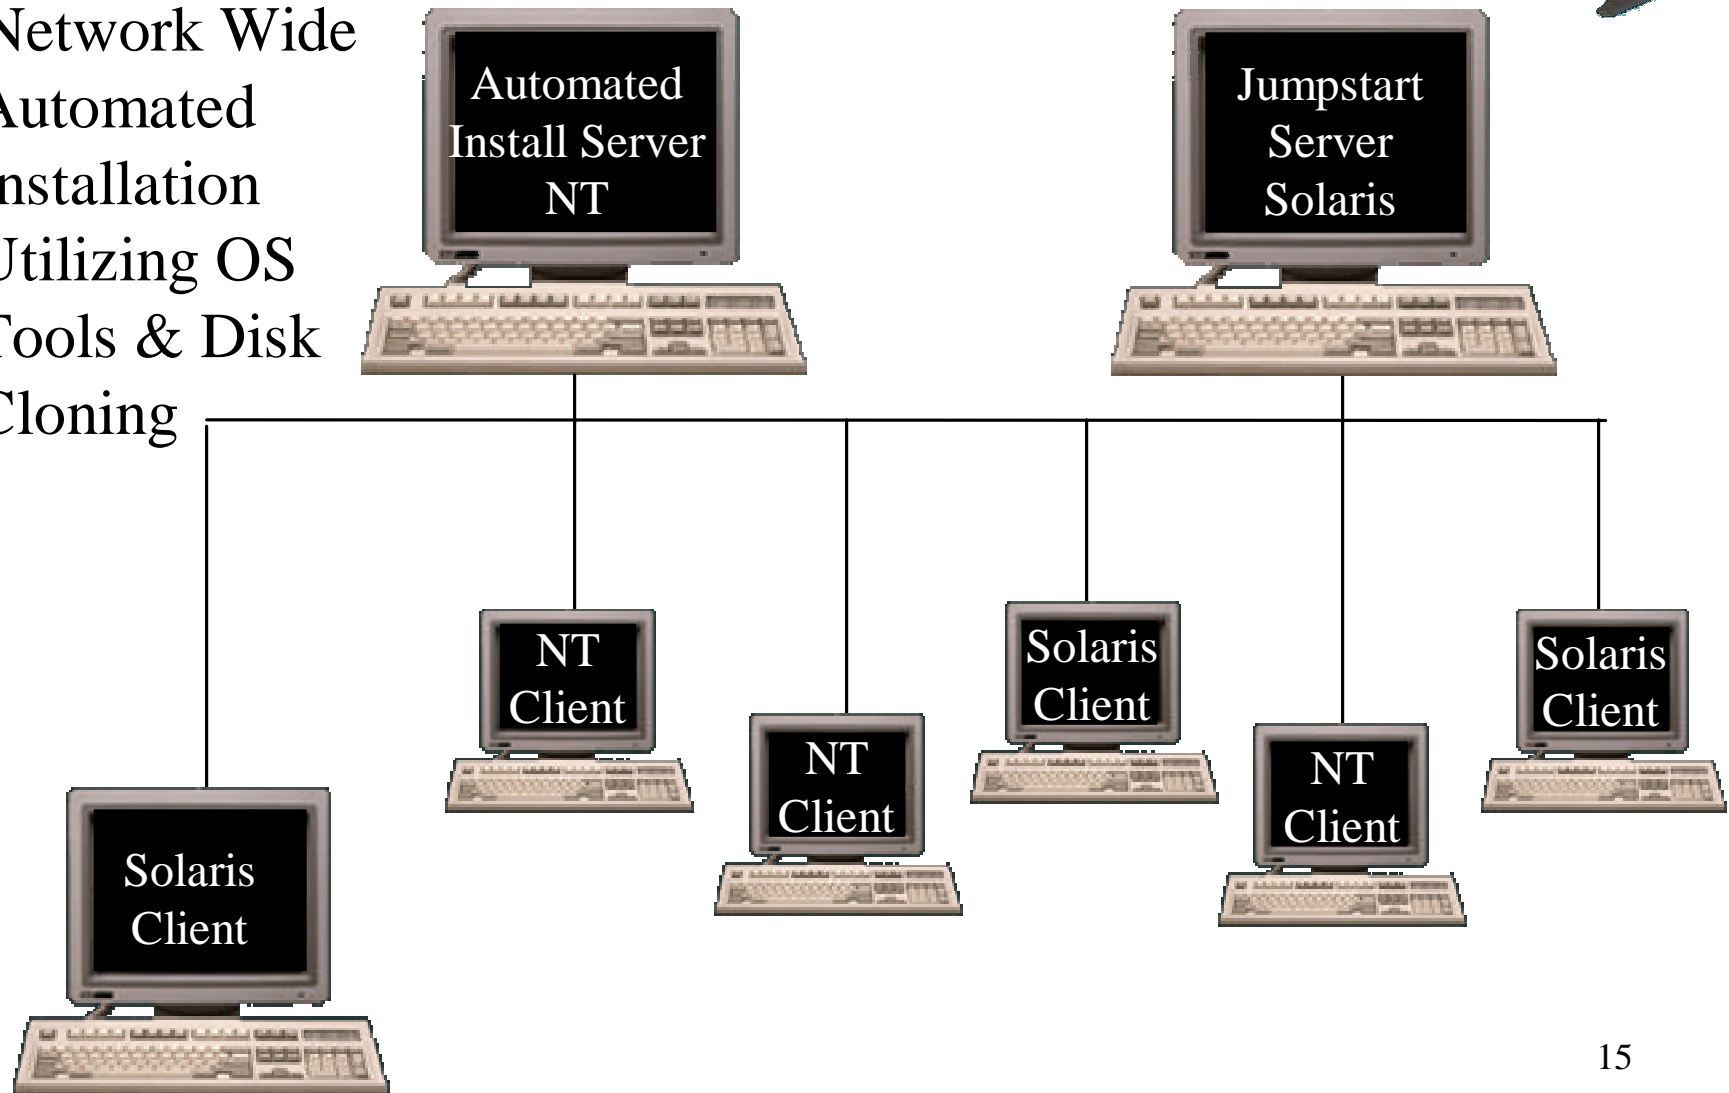 Network Wide
Automated
Installation
Utilizing OS
Tools & Disk
Cloning
Automated
Install Server
NT
Jumpstart
Server
Solaris
NT
Client
Solaris
Client
Solaris
Client
NT
Client
NT
Client
Solaris
Client
15